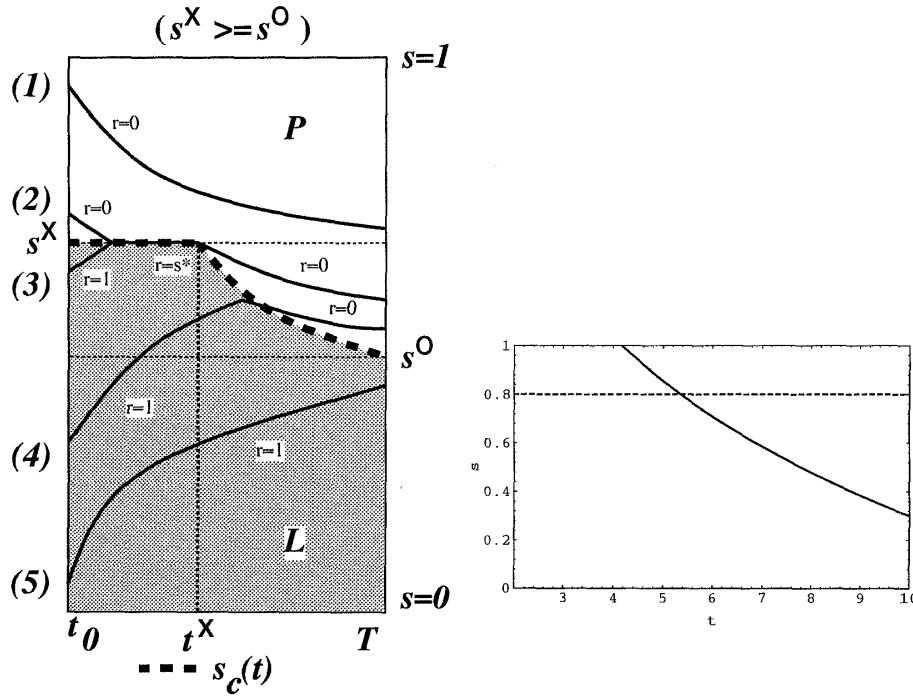 (s^X >= s^O)
s=1
(1)
r=0
P
(2)
r=0
s^X
r=s*
r=0
(3)
r=1
r=0
s^O
r=1
(4)
r=1
L
(5)
s=0
t_0
t^X
T
s_c(t)
1
0.8
0.6
s
0.4
0.2
0
3
4
5
6
7
8
9
10
t